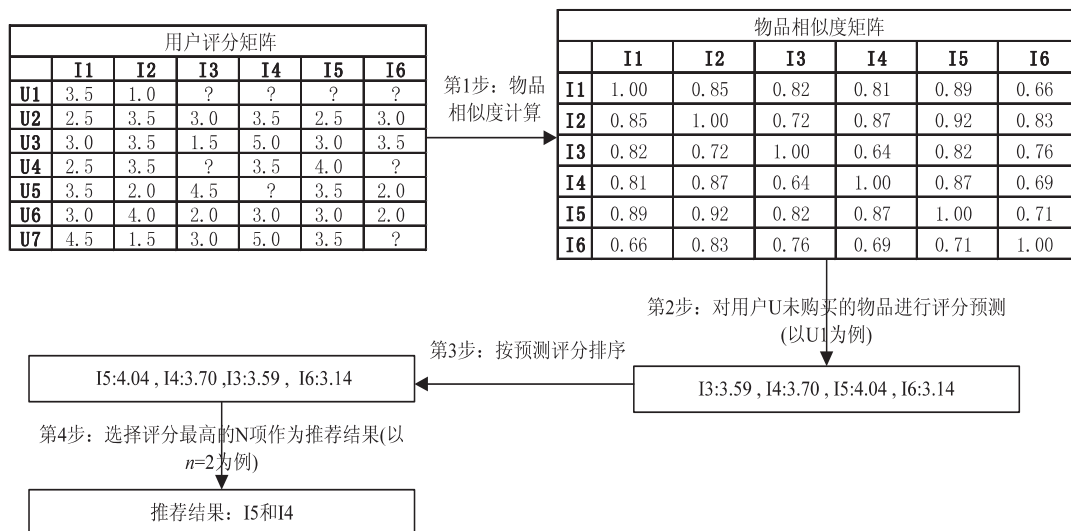 用户评分矩阵
I1 I2 I3 I4 I5 I6
U1 3.5 1.0 ? ? ? ?
U2 2.5 3.5 3.0 3.5 2.5 3.0
U3 3.0 3.5 1.5 5.0 3.0 3.5
U4 2.5 3.5 ? 3.5 4.0 ?
U5 3.5 2.0 4.5 ? 3.5 2.0
U6 3.0 4.0 2.0 3.0 3.0 2.0
U7 4.5 1.5 3.0 5.0 3.5 ?
第1步：物品
相似度计算
物品相似度矩阵
I1 I2 I3 I4 I5 I6
I1 1.00 0.85 0.82 0.81 0.89 0.66
I2 0.85 1.00 0.72 0.87 0.92 0.83
I3 0.82 0.72 1.00 0.64 0.82 0.76
I4 0.81 0.87 0.64 1.00 0.87 0.69
I5 0.89 0.92 0.82 0.87 1.00 0.71
I6 0.66 0.83 0.76 0.69 0.71 1.00
第2步：对用户U未购买的物品进行评分预测
(以U1为例)
I3:3.59 , I4:3.70 , I5:4.04 , I6:3.14
第3步：按预测评分排序
I5:4.04 , I4:3.70 ,I3:3.59 , I6:3.14
第4步：选择评分最高的N项作为推荐结果(以
n=2为例)
推荐结果：I5和I4